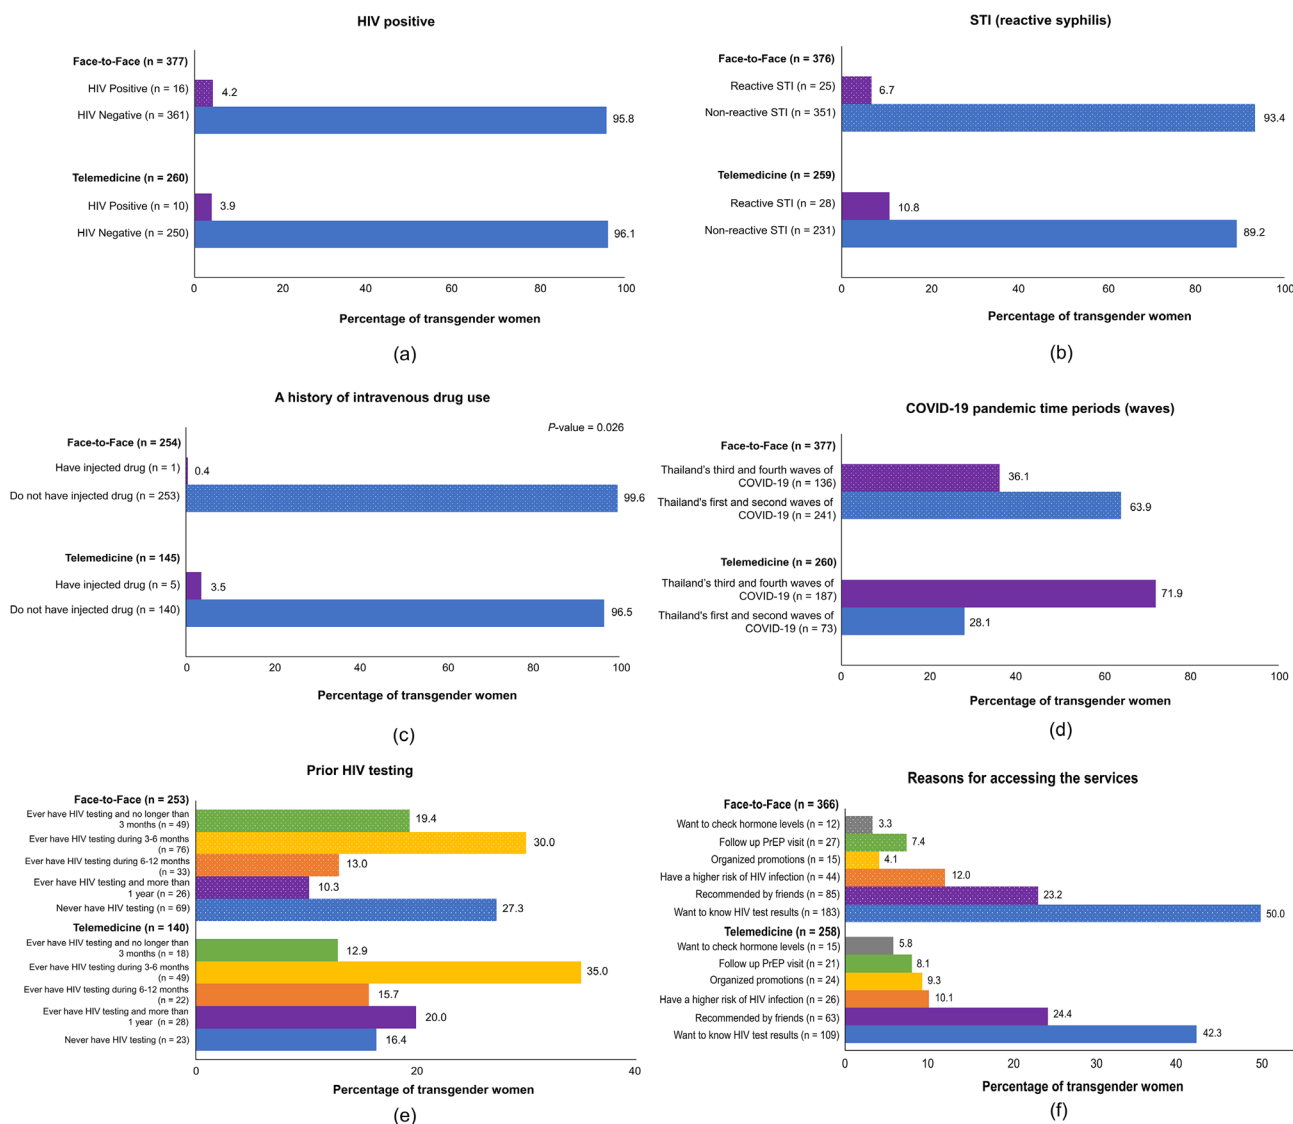 HIV positive
Face-to-Face (n = 377)
HIV Positive (n = 16)
4.2
HIV Negative (n = 361)
95.8
Telemedicine (n = 260)
HIV Positive (n = 10)
3.9
HIV Negative (n = 250)
96.1
0 20 40 60 80 100
Percentage of transgender women
(a)
STI (reactive syphilis)
Face-to-Face (n = 376)
Reactive STI (n = 25)
6.7
Non-reactive STI (n = 351)
93.4
Telemedicine (n = 259)
Reactive STI (n = 28)
10.8
Non-reactive STI (n = 231)
89.2
0 20 40 60 80 100
Percentage of transgender women
(b)
A history of intravenous drug use
P-value = 0.026
Face-to-Face (n = 254)
Have injected drug (n = 1)
0.4
Do not have injected drug (n = 253)
99.6
Telemedicine (n = 145)
Have injected drug (n = 5)
3.5
Do not have injected drug (n = 140)
96.5
0 20 40 60 80 100
Percentage of transgender women
(c)
COVID-19 pandemic time periods (waves)
Face-to-Face (n = 377)
Thailand's third and fourth waves of
COVID-19 (n = 136)
36.1
Thailand's first and second waves of
COVID-19 (n = 241)
63.9
Telemedicine (n = 260)
Thailand's third and fourth waves of
COVID-19 (n = 187)
71.9
Thailand's first and second waves of
COVID-19 (n = 73)
28.1
0 20 40 60 80 100
Percentage of transgender women
(d)
Prior HIV testing
Face-to-Face (n = 253)
Ever have HIV testing and no longer than
3 months (n = 49)
19.4
Ever have HIV testing during 3-6 months
(n = 76)
30.0
Ever have HIV testing during 6-12 months
(n = 33)
13.0
Ever have HIV testing and more than
1 year (n = 26)
10.3
Never have HIV testing (n = 69)
27.3
Telemedicine (n = 140)
Ever have HIV testing and no longer than
3 months (n = 18)
12.9
Ever have HIV testing during 3-6 months
(n = 49)
35.0
Ever have HIV testing during 6-12 months
(n = 22)
15.7
Ever have HIV testing and more than
1 year (n = 28)
20.0
Never have HIV testing (n = 23)
16.4
0 20 40
Percentage of transgender women
(e)
Reasons for accessing the services
Face-to-Face (n = 366)
Want to check hormone levels (n = 12)
3.3
Follow up PrEP visit (n = 27)
7.4
Organized promotions (n = 15)
4.1
Have a higher risk of HIV infection (n = 44)
12.0
Recommended by friends (n = 85)
23.2
Want to know HIV test results (n = 183)
50.0
Telemedicine (n = 258)
Want to check hormone levels (n = 15)
5.8
Follow up PrEP visit (n = 21)
8.1
Organized promotions (n = 24)
9.3
Have a higher risk of HIV infection (n = 26)
10.1
Recommended by friends (n = 63)
24.4
Want to know HIV test results (n = 109)
42.3
0 10 20 30 40 50
Percentage of transgender women
(f)